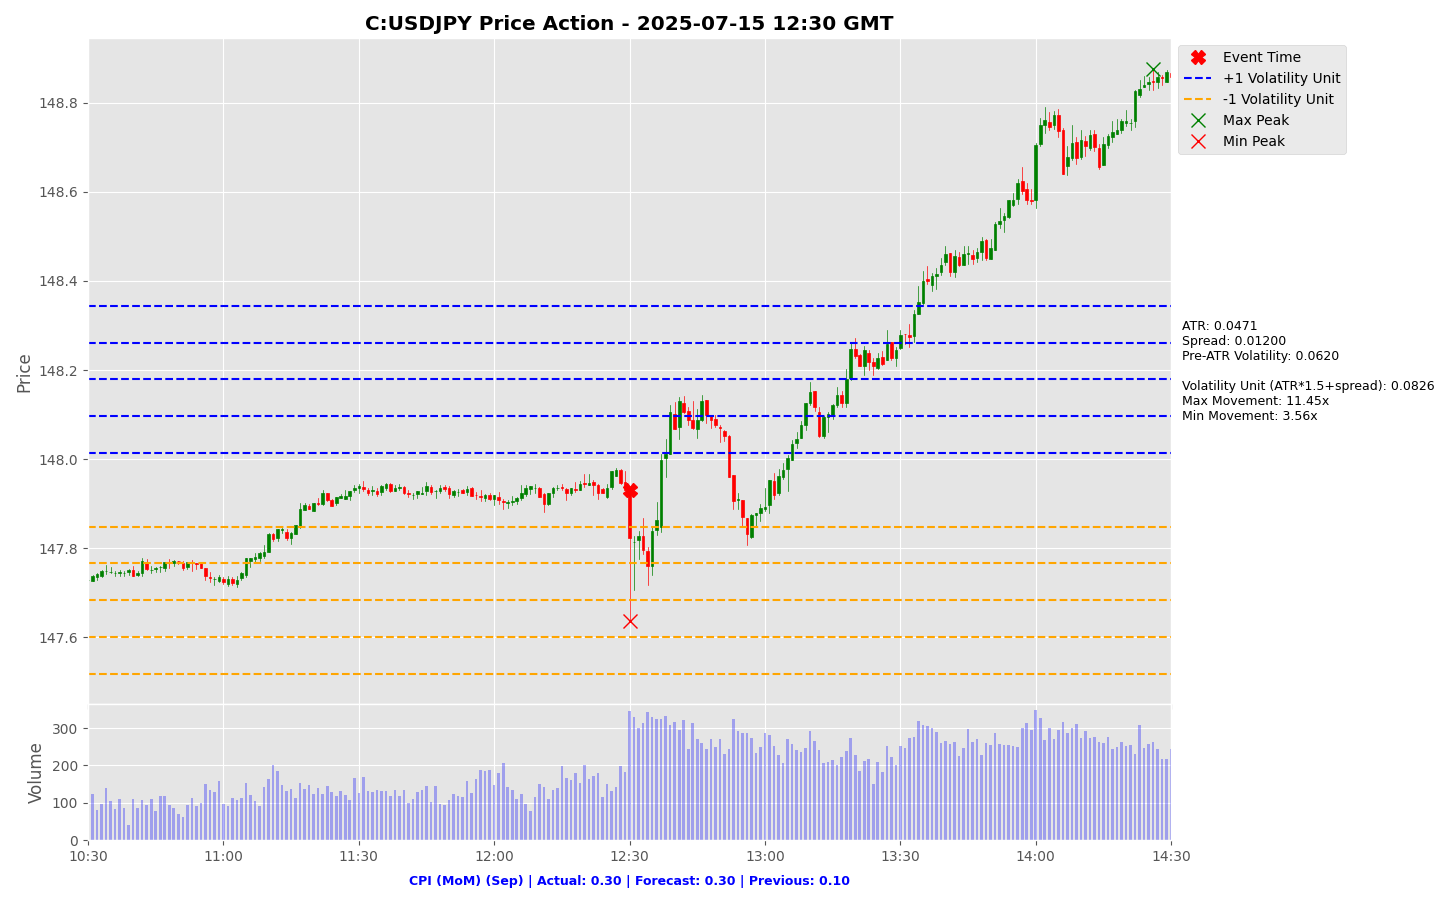 C:USDJPY Price Action - 2025-07-15 12:30 GMT
Event Time
+1 Volatility Unit
-1 Volatility Unit
Max Peak
Min Peak
Price
148.8
148.6
148.4
148.2
148.0
147.8
147.6
ATR: 0.0471
Spread: 0.01200
Pre-ATR Volatility: 0.0620
Volatility Unit (ATR*1.5+spread): 0.0826
Max Movement: 11.45x
Min Movement: 3.56x
Volume
300
200
100
0
10:30 11:00 11:30 12:00 12:30 13:00 13:30 14:00 14:30
CPI (MoM) (Sep) | Actual: 0.30 | Forecast: 0.30 | Previous: 0.10